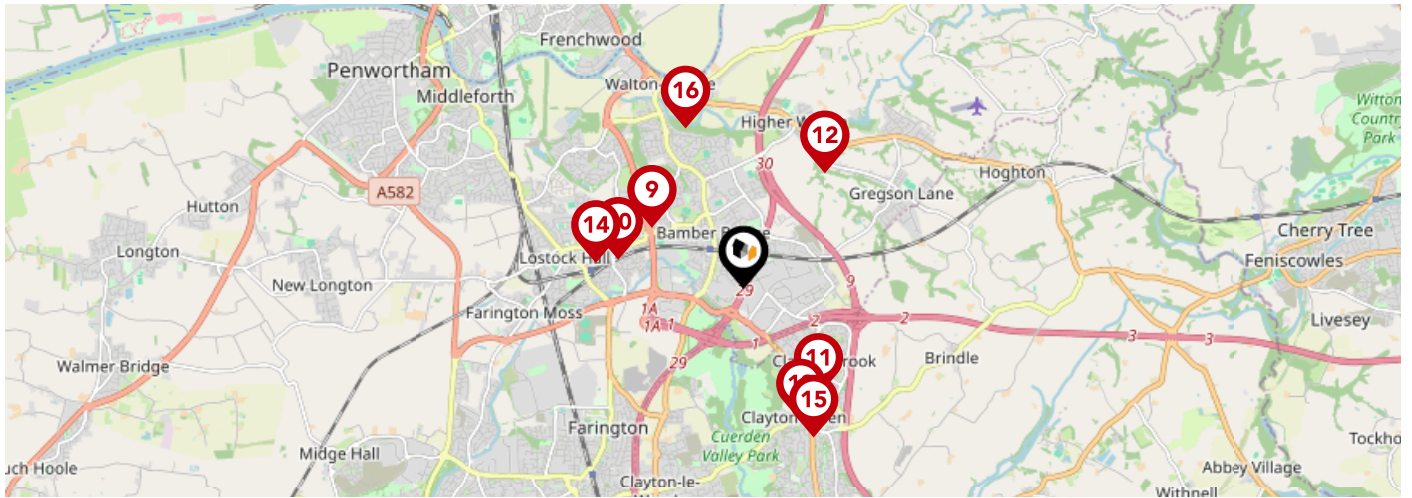 Frenchwood
Penwortham
Walton
16
Middleforth
Witton
Country
Park
Higher
12
30
Hoghton
A582
9
Gregson Lane
Hutton
14
0
Bamber
Cherry Tree
Longton
Lostock Hall
Feniscowles
New Longton
29
9
Farington Moss
1A
1A
1
2
2
Livesey
3
3
1
29
11
Brindle
Walmer Bridge
15
Clayton
Farington
Cuerden
Valley Park
Tockho
Midge Hall
uch Hoole
Abbey Village
Clayton-le-
Withnell